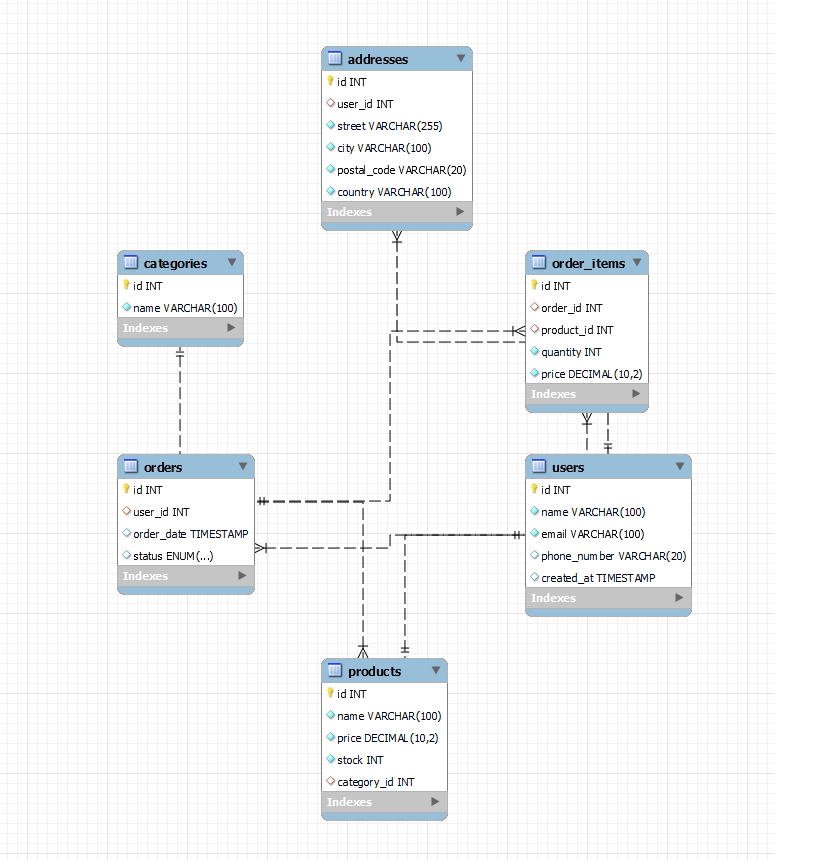 addresses
id INT
user_id INT
street VARCHAR(255)
city VARCHAR(100)
postal_code VARCHAR(20)
country VARCHAR(100)
Indexes
categories
id INT
name VARCHAR(100)
Indexes
order_items
id INT
order_id INT
product_id INT
quantity INT
price DECIMAL(10,2)
Indexes
orders
id INT
user_id INT
order_date TIMESTAMP
status ENUM(...)
Indexes
users
id INT
name VARCHAR(100)
email VARCHAR(100)
phone_number VARCHAR(20)
created_at TIMESTAMP
Indexes
products
id INT
name VARCHAR(100)
price DECIMAL(10,2)
stock INT
category_id INT
Indexes